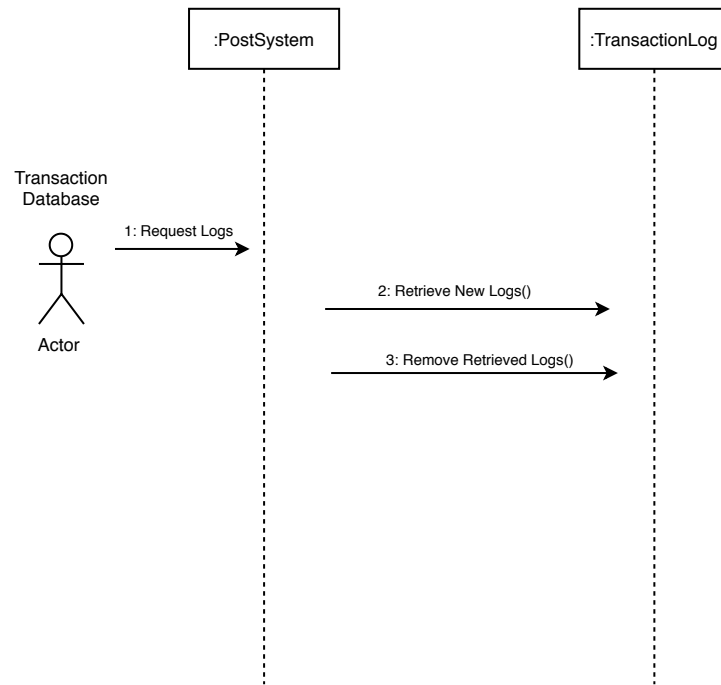 :PostSystem
:TransactionLog
Transaction
Database
1: Request Logs
Actor
2: Retrieve New Logs()
3: Remove Retrieved Logs()